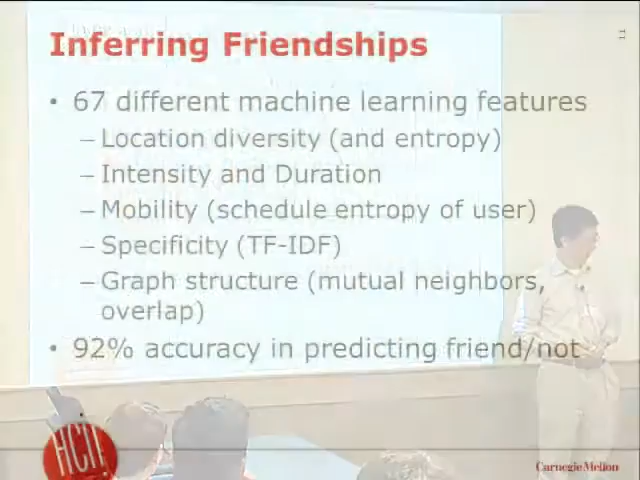 Inferring Friendships
11
• 67 different machine learning features
– Location diversity (and entropy)
– Intensity and Duration
– Mobility (schedule entropy of user)
– Specificity (TF-IDF)
– Graph structure (mutual neighbors,
overlap)
• 92% accuracy in predicting friend/not
HCII
Carnegie Mellon